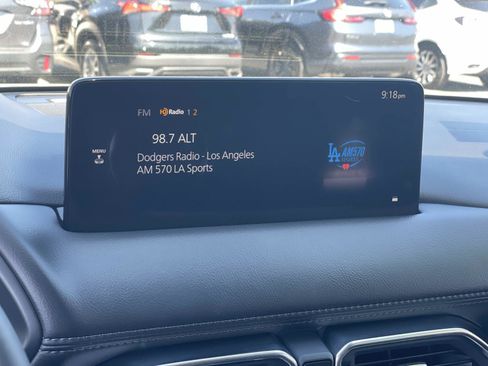 9:18pm
FM HD Radio 1 2
98.7 ALT
MENU
Dodgers Radio - Los Angeles
AM 570 LA Sports
LA AM570